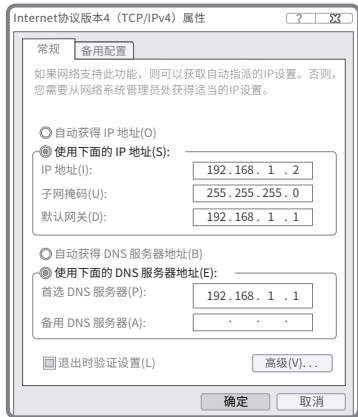 Internet协议版本4（TCP/IPv4）属性
常规 备用配置
如果网络支持此功能，则可以获取自动指派的IP设置。否则，
您需要从网络系统管理员处获得适当的IP设置。
自动获得 IP 地址(O)
使用下面的 IP 地址(S):
IP 地址(I): 192.168. 1 . 2
子网掩码(U): 255.255.255. 0
默认网关(D): 192.168. 1 . 1
自动获得 DNS 服务器地址(B)
使用下面的 DNS 服务器地址(E):
首选 DNS 服务器(P): 192.168. 1 . 1
备用 DNS 服务器(A): . . .
退出时验证设置(L) 高级(V)...
确定 取消